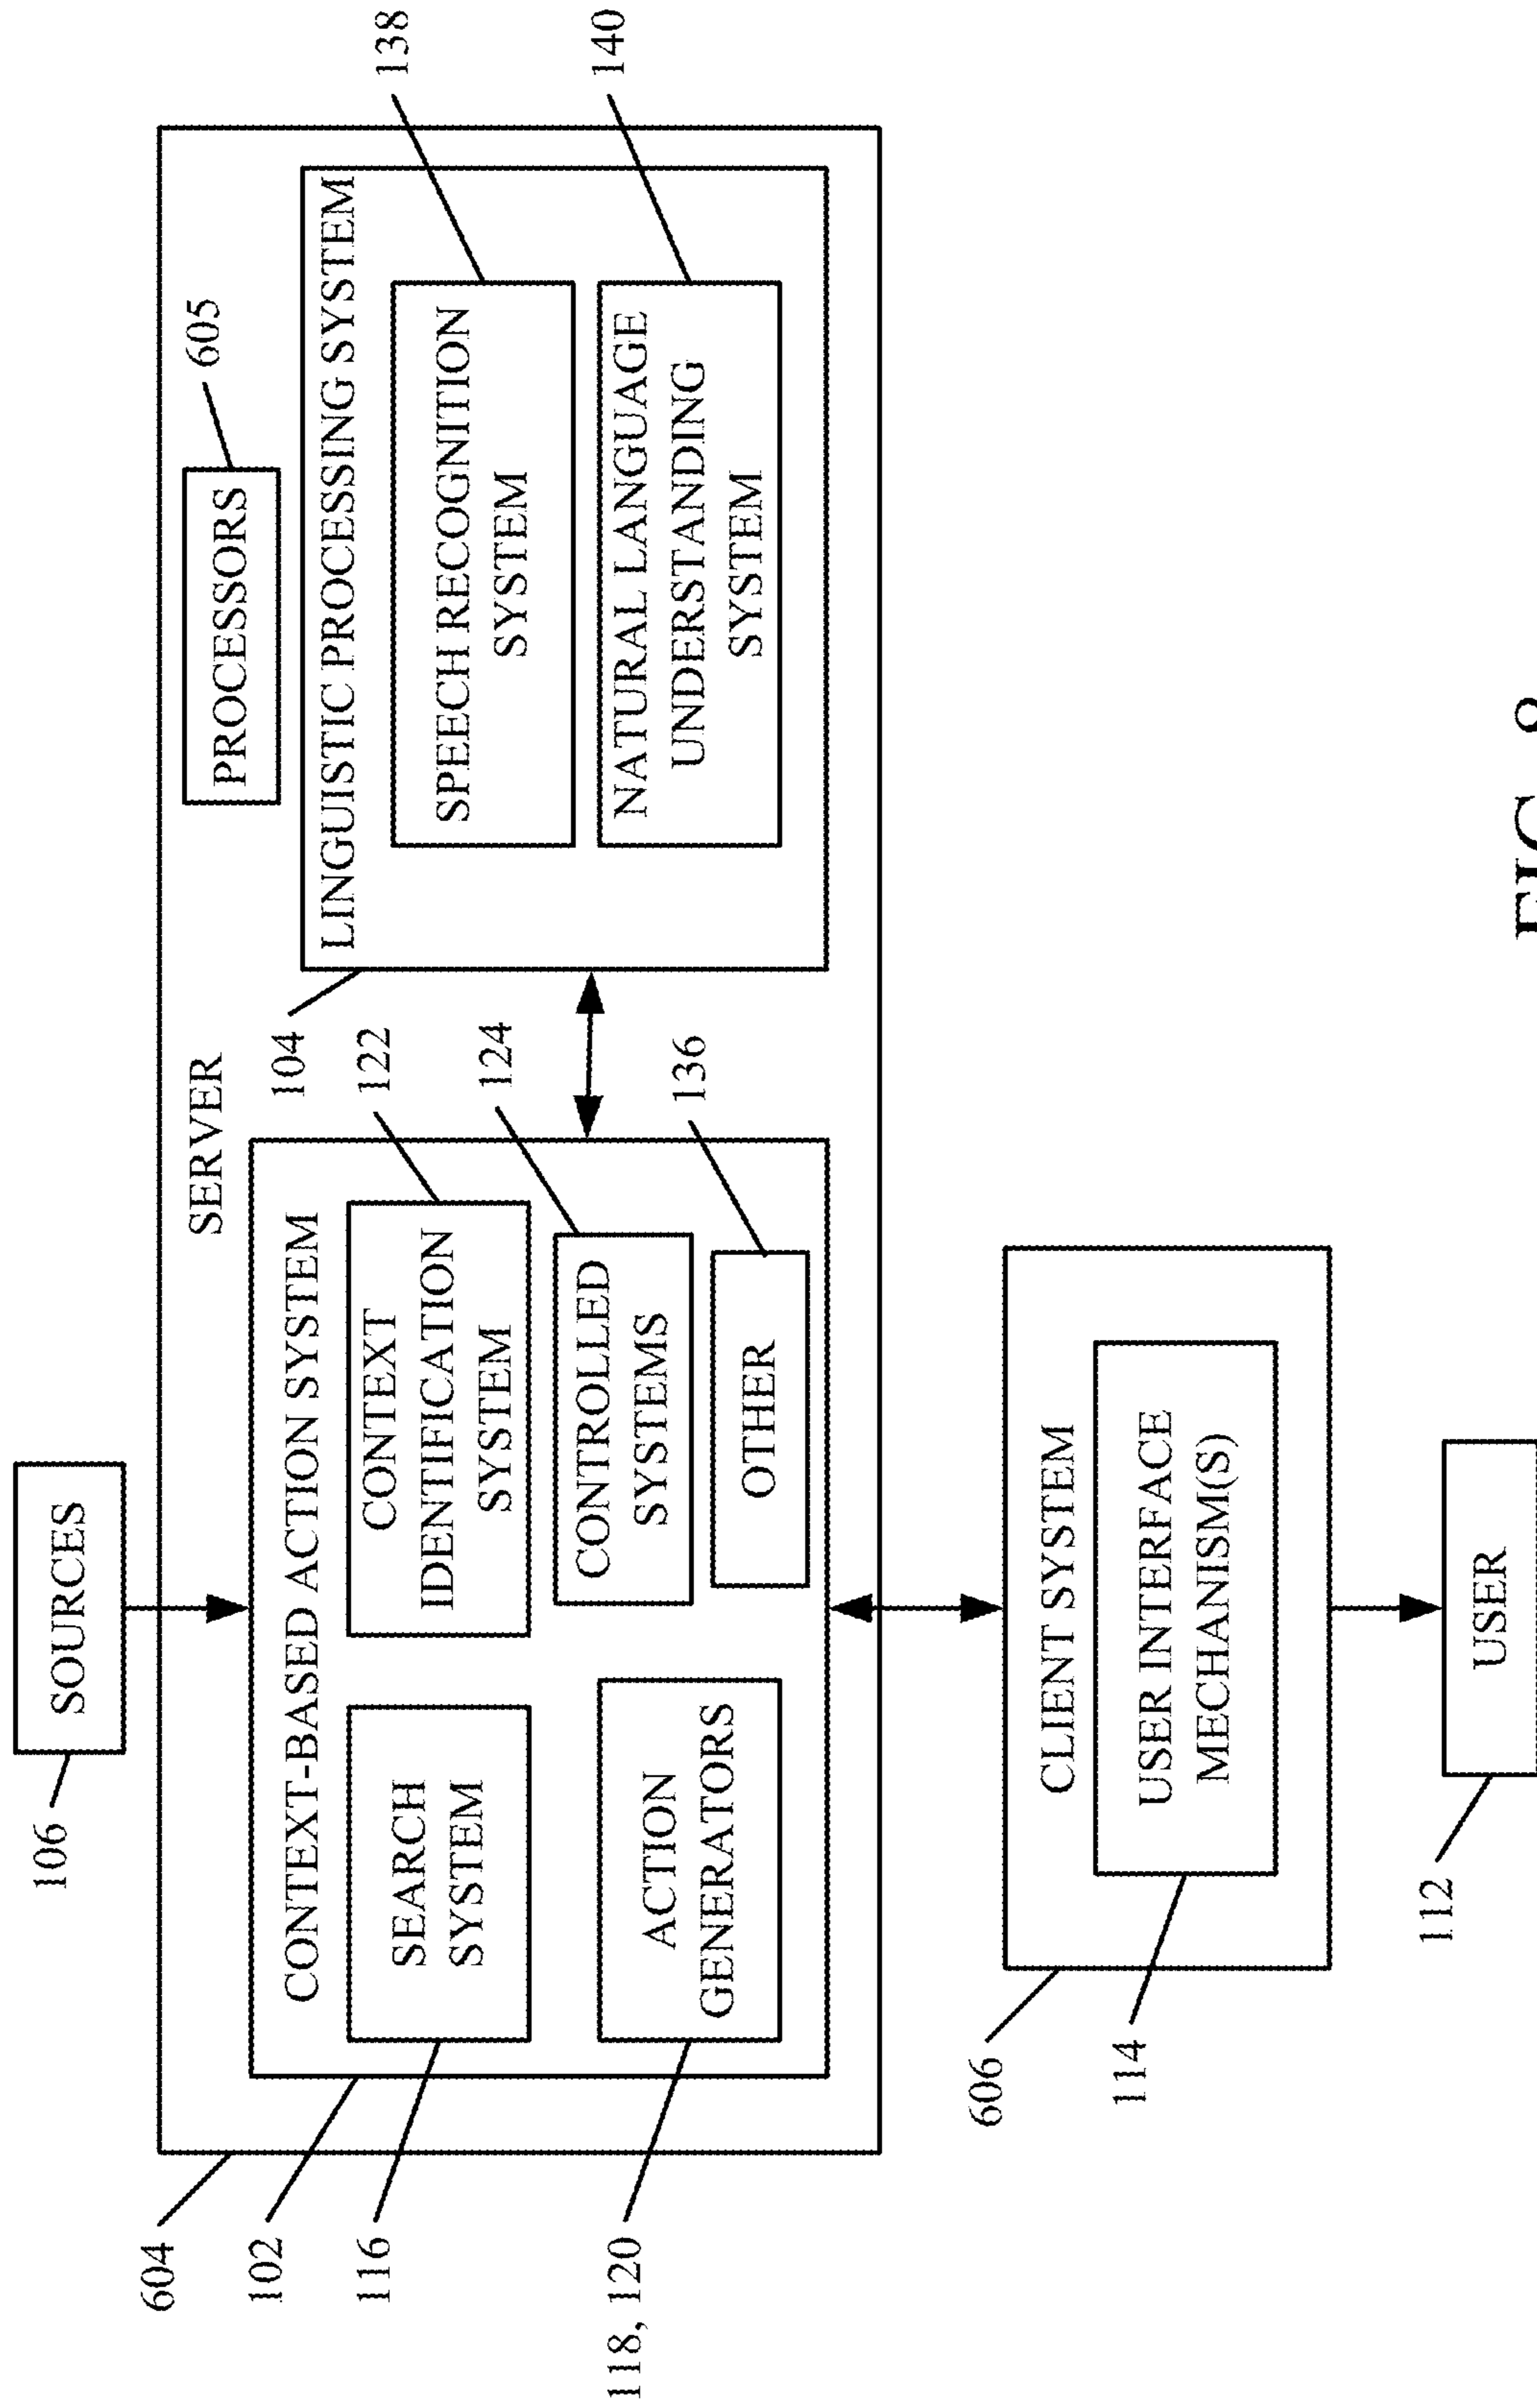 106
SOURCES
604
SERVER
PROCESSORS
605
102
CONTEXT-BASED ACTION SYSTEM
104
LINGUISTIC PROCESSING SYSTEM
116
SEARCH
SYSTEM
CONTEXT
IDENTIFICATION
SYSTEM
122
SPEECH RECOGNITION
SYSTEM
138
118, 120
ACTION
GENERATORS
CONTROLLED
SYSTEMS
124
OTHER
136
NATURAL LANGUAGE
UNDERSTANDING
SYSTEM
140
606
CLIENT SYSTEM
114
USER INTERFACE
MECHANISM(S)
112
USER
FIG. 8